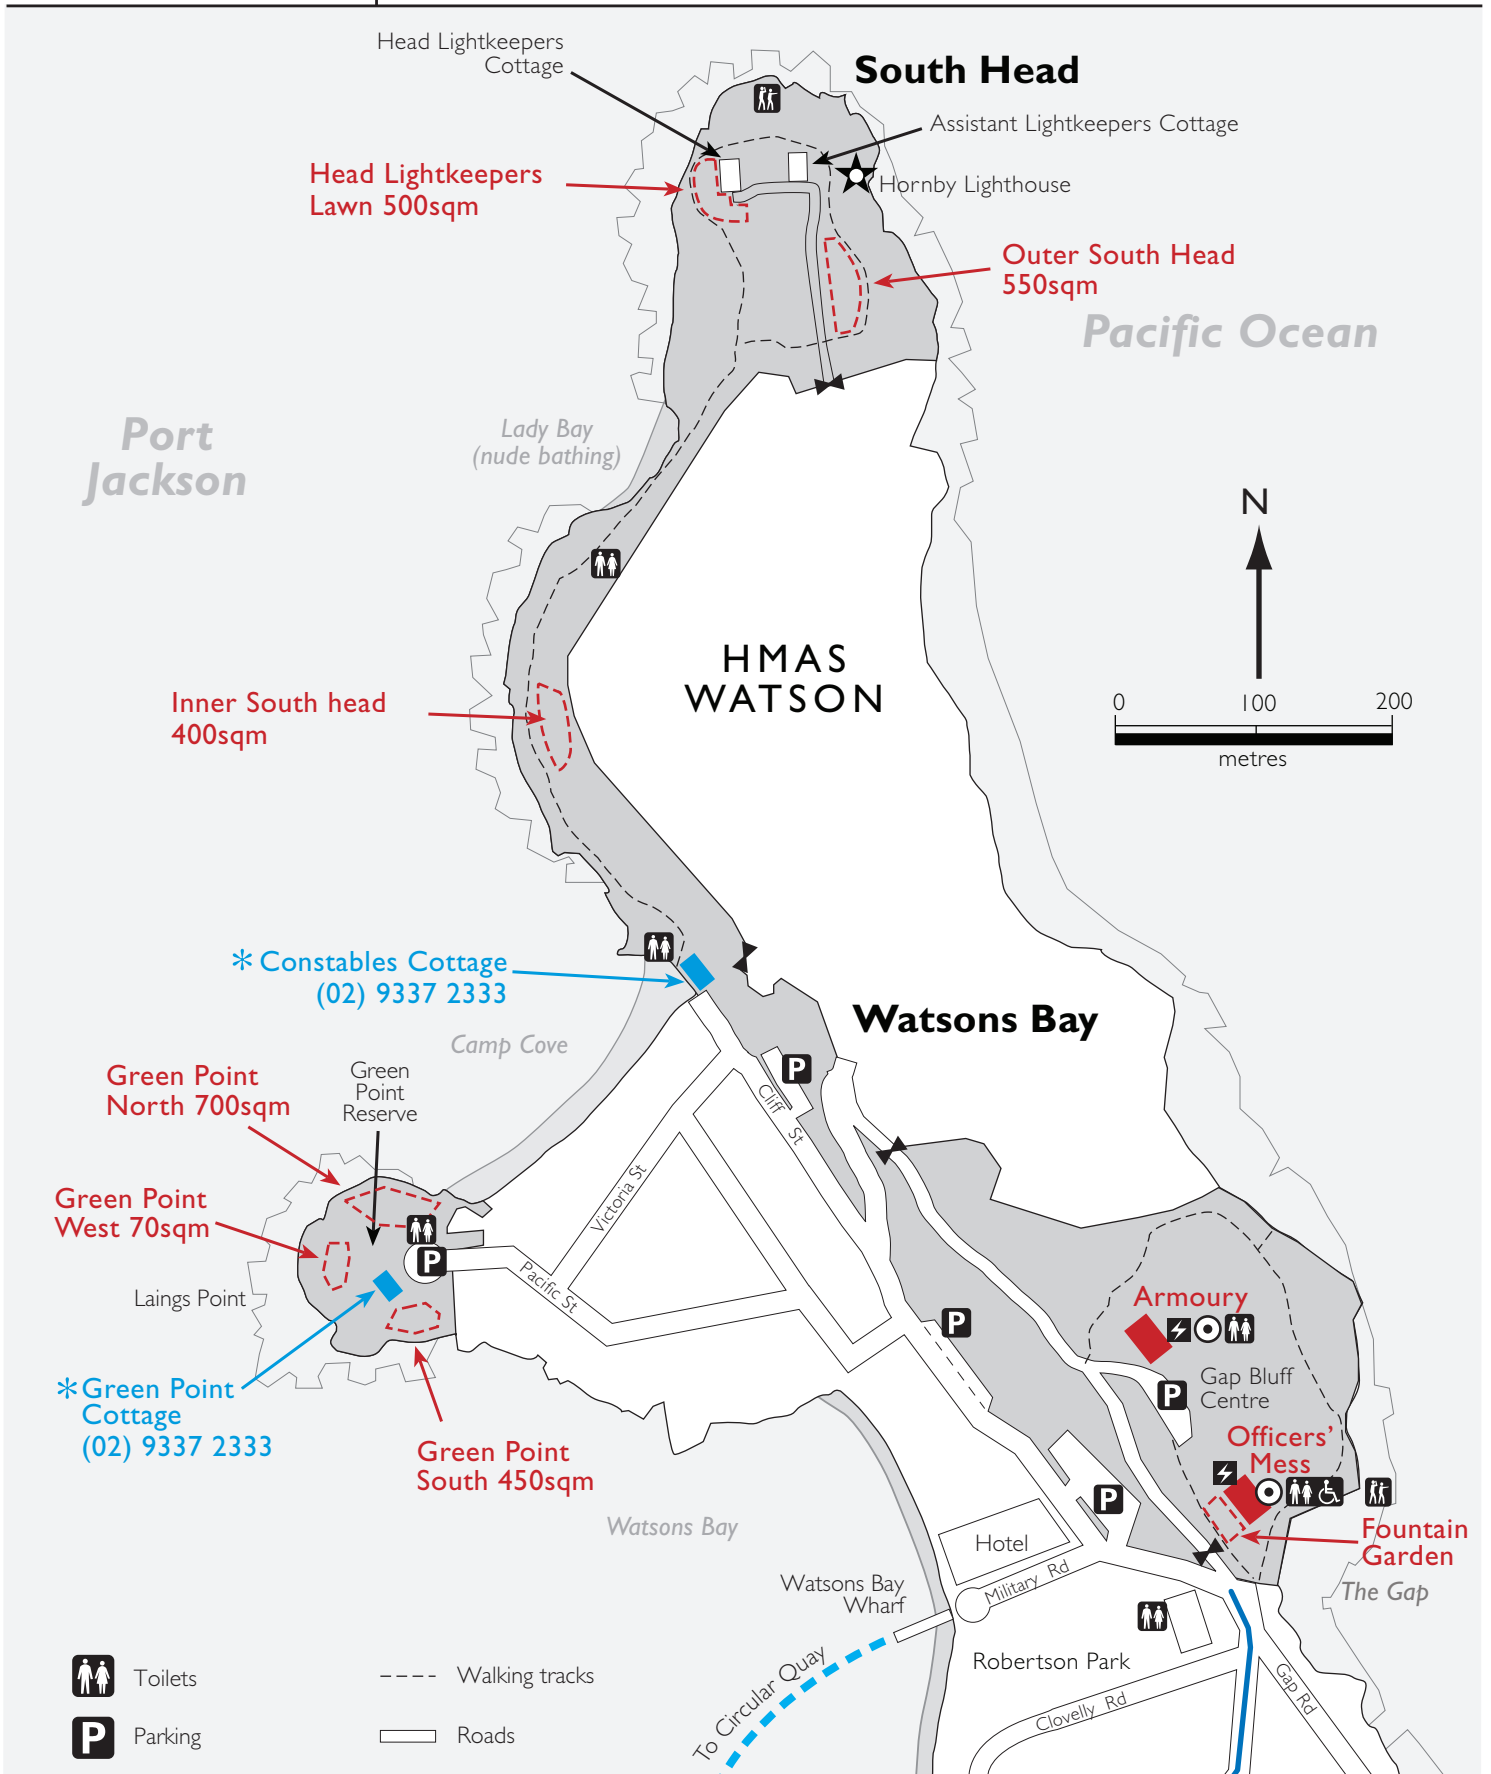 Head Lightkeepers
Cottage
South Head
Assistant Lightkeepers Cottage
Head Lightkeepers
Lawn 500sqm
Hornby Lighthouse
Outer South Head
550sqm
Pacific Ocean
Port
Jackson
Lady Bay
(nude bathing)
N
HMAS
WATSON
Inner South head
400sqm
0 100 200
metres
* Constables Cottage
(02) 9337 2333
Watsons Bay
Camp Cove
Green Point
North 700sqm
Green
Point
Reserve
P
Cliff St
Victoria St
Green Point
West 70sqm
P
Pacific St
Laings Point
Armoury
P
Gap Bluff
Centre
P
* Green Point
Cottage
(02) 9337 2333
Officers'
Mess
Green Point
South 450sqm
P
Watsons Bay
Hotel
Fountain
Garden
Military Rd
Watsons Bay
Wharf
The Gap
Robertson Park
To Circular Quay
Clovelly Rd
Gap Rd
Toilets
Walking tracks
P
Parking
Roads